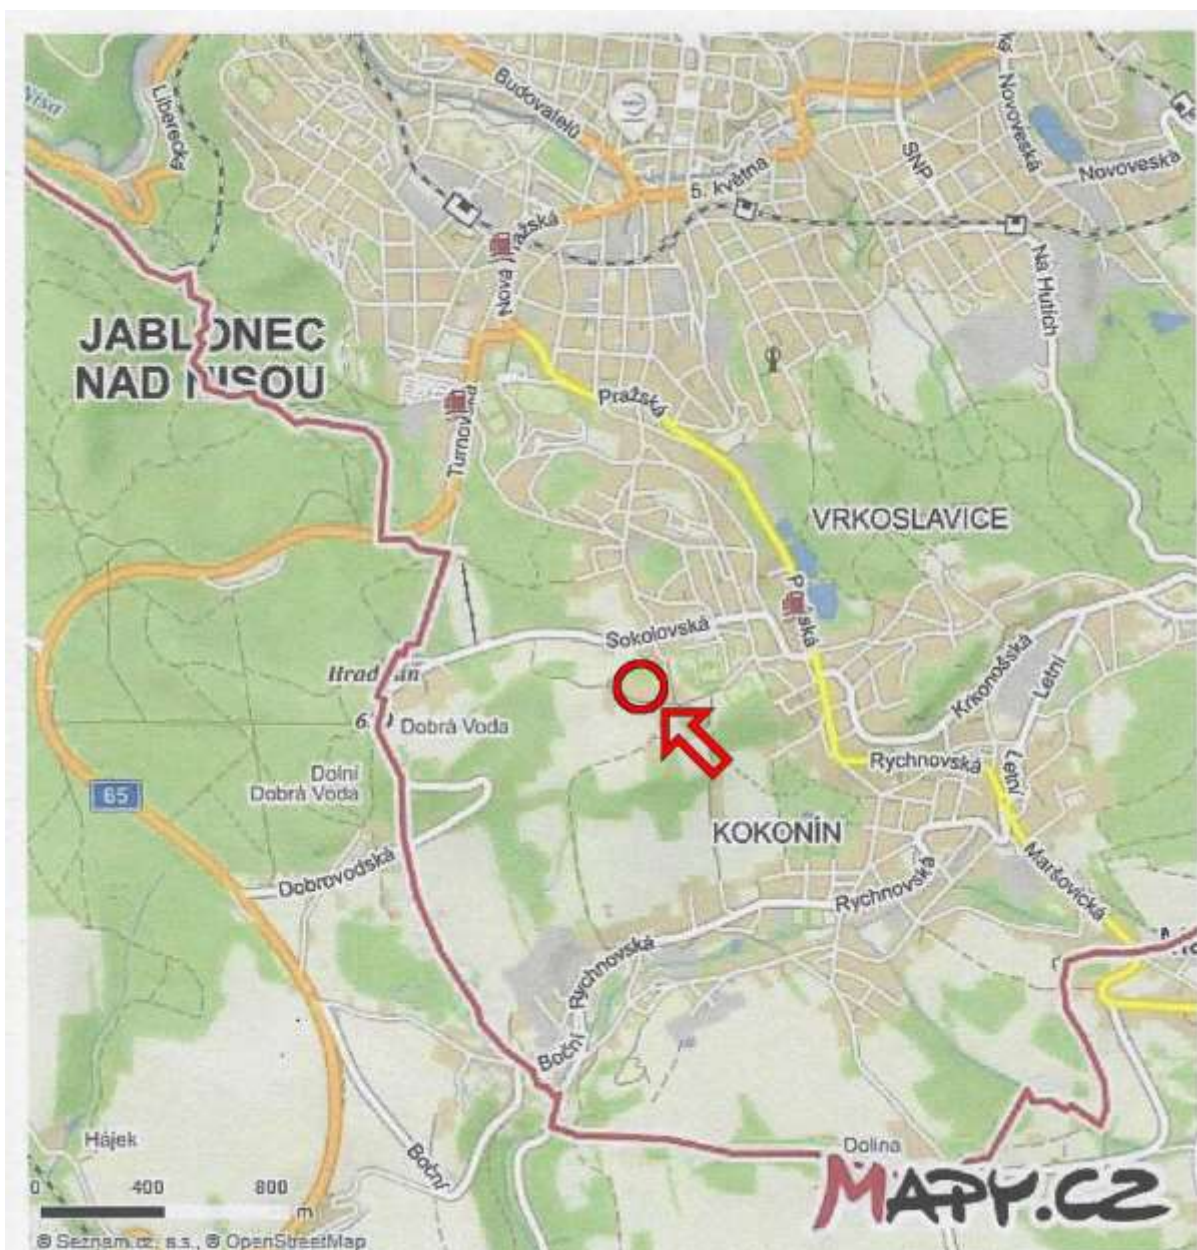 Liberecká
Budovatelů
5. května
SNP
Novoveská
Novoveská
Nová Pražská
Na Hutích
JABLONEC
NAD NISOU
Pražská
Turnovská
VRKOSLAVICE
Pražská
Sokolovská
Krkonošská
Letní
Dobrá Voda
Rychnovská
Letní
Dolní
Dobrá Voda
65
KOKONÍN
Dobrovodská
Maršovická
Rychnovská
Rychnovská
Boční
Hájek
Boční
Dolina
MAPY.CZ
0 400 800
m
© Seznam.cz, a.s., © OpenStreetMap